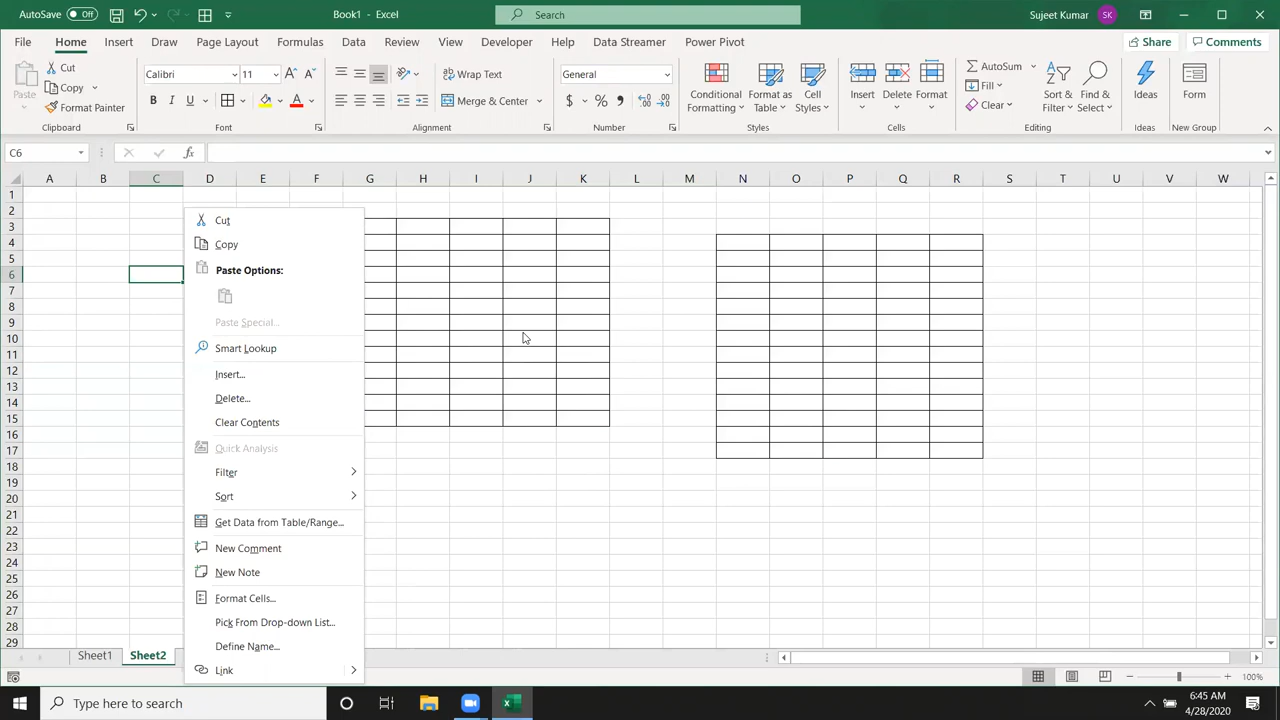 AutoSave Off Book1 - Excel Search Sujeet Kumar SK
File Home Insert Draw Page Layout Formulas Data Review View Developer Help Data Streamer Power Pivot Share Comments
Paste Cut Copy Format Painter
Calibri 11 A A B I U A
Wrap Text Merge & Center
General $ % ,
Conditional Formatting Format as Table Cell Styles
Insert Delete Format
AutoSum Fill Clear Sort & Filter Find & Select
Ideas Form
Clipboard Font Alignment Number Styles Cells Editing Ideas New Group
C6 fx
A B C D E F G H I J K L M N O P Q R S T U V W
1
2
3
4
5
6
7
8
9
10
11
12
13
14
15
16
17
18
19
20
21
22
23
24
25
26
27
28
29
Cut
Copy
Paste Options:
Paste Special...
Smart Lookup
Insert...
Delete...
Clear Contents
Quick Analysis
Filter
Sort
Get Data from Table/Range...
New Comment
New Note
Format Cells...
Pick From Drop-down List...
Define Name...
Link
Sheet1 Sheet2
100%
Type here to search
6:45 AM
4/28/2020